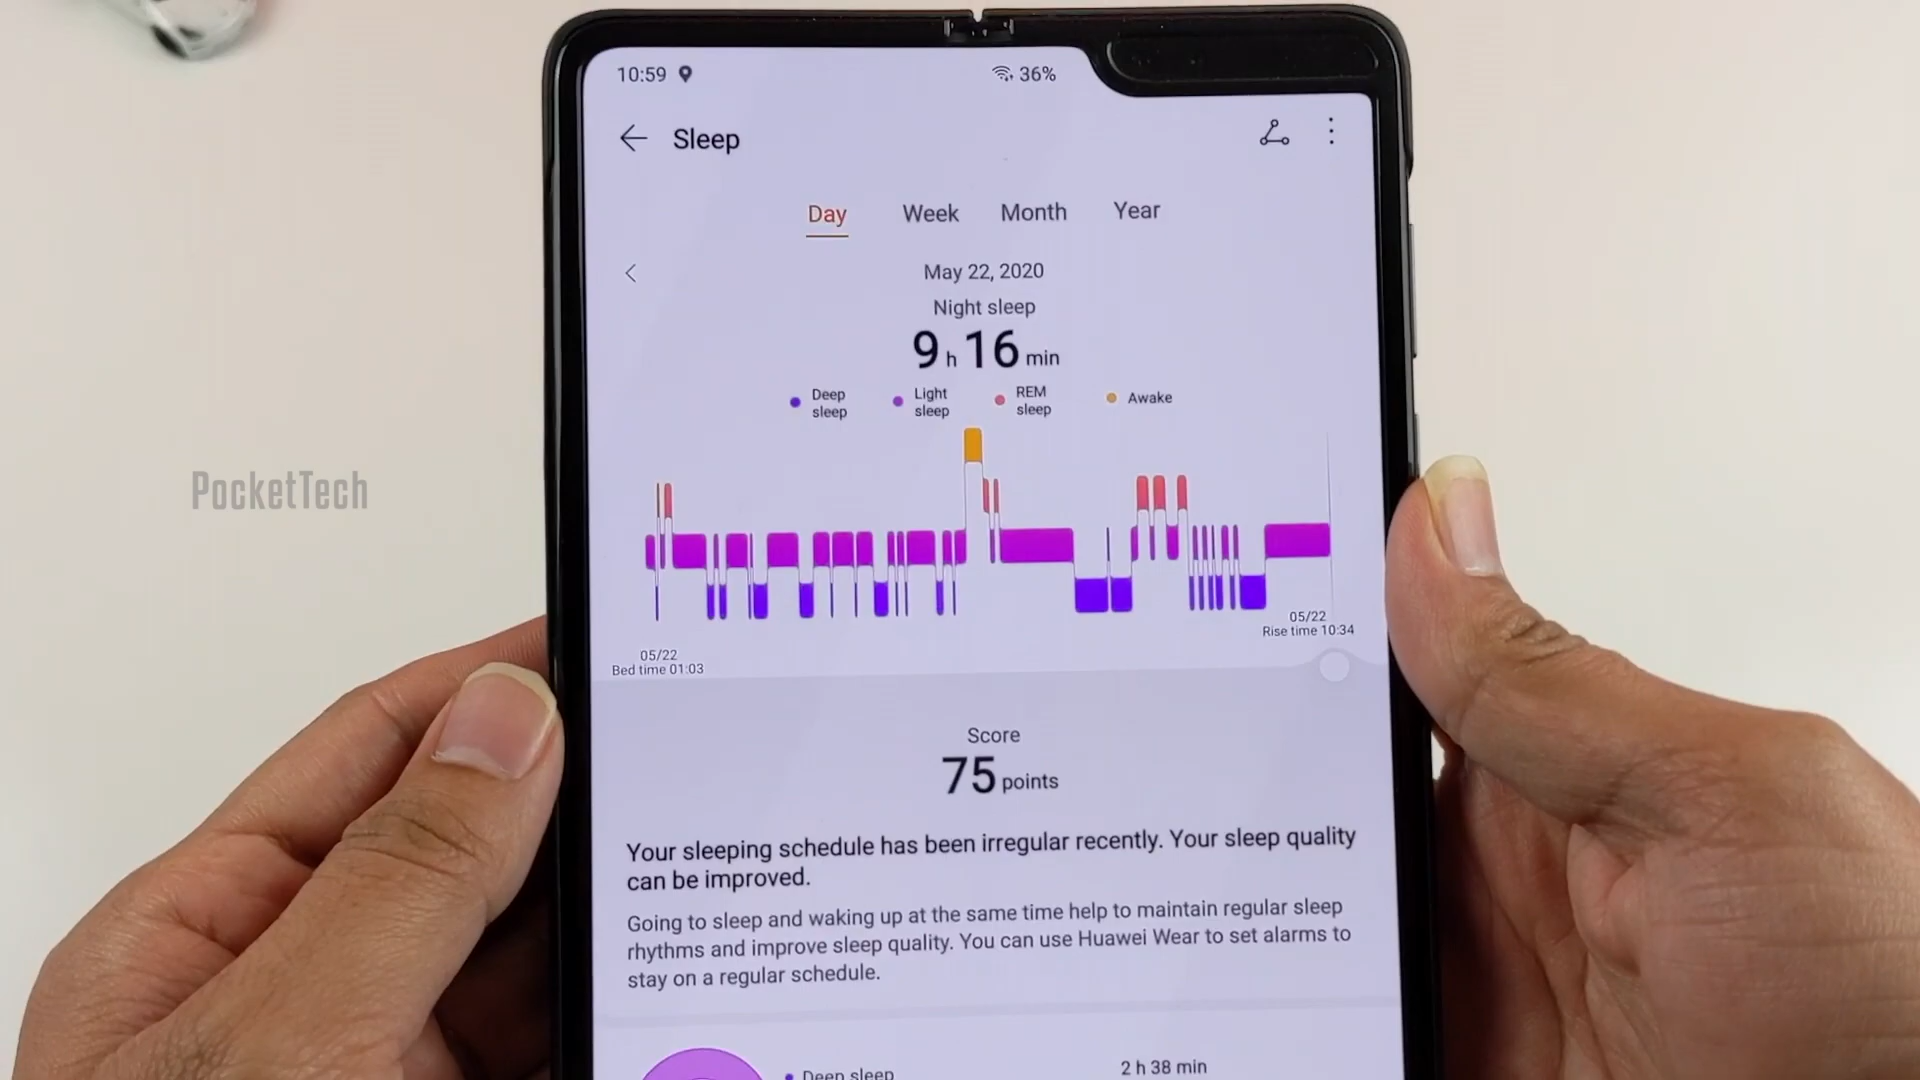 10:59
36%
Sleep
Day Week Month Year
May 22, 2020
Night sleep
9 h 16 min
Deep sleep
Light sleep
REM sleep
Awake
PocketTech
05/22
Rise time 10:34
05/22
Bed time 01:03
Score
75 points
Your sleeping schedule has been irregular recently. Your sleep quality
can be improved.
Going to sleep and waking up at the same time help to maintain regular sleep
rhythms and improve sleep quality. You can use Huawei Wear to set alarms to
stay on a regular schedule.
Deep sleep 2 h 38 min